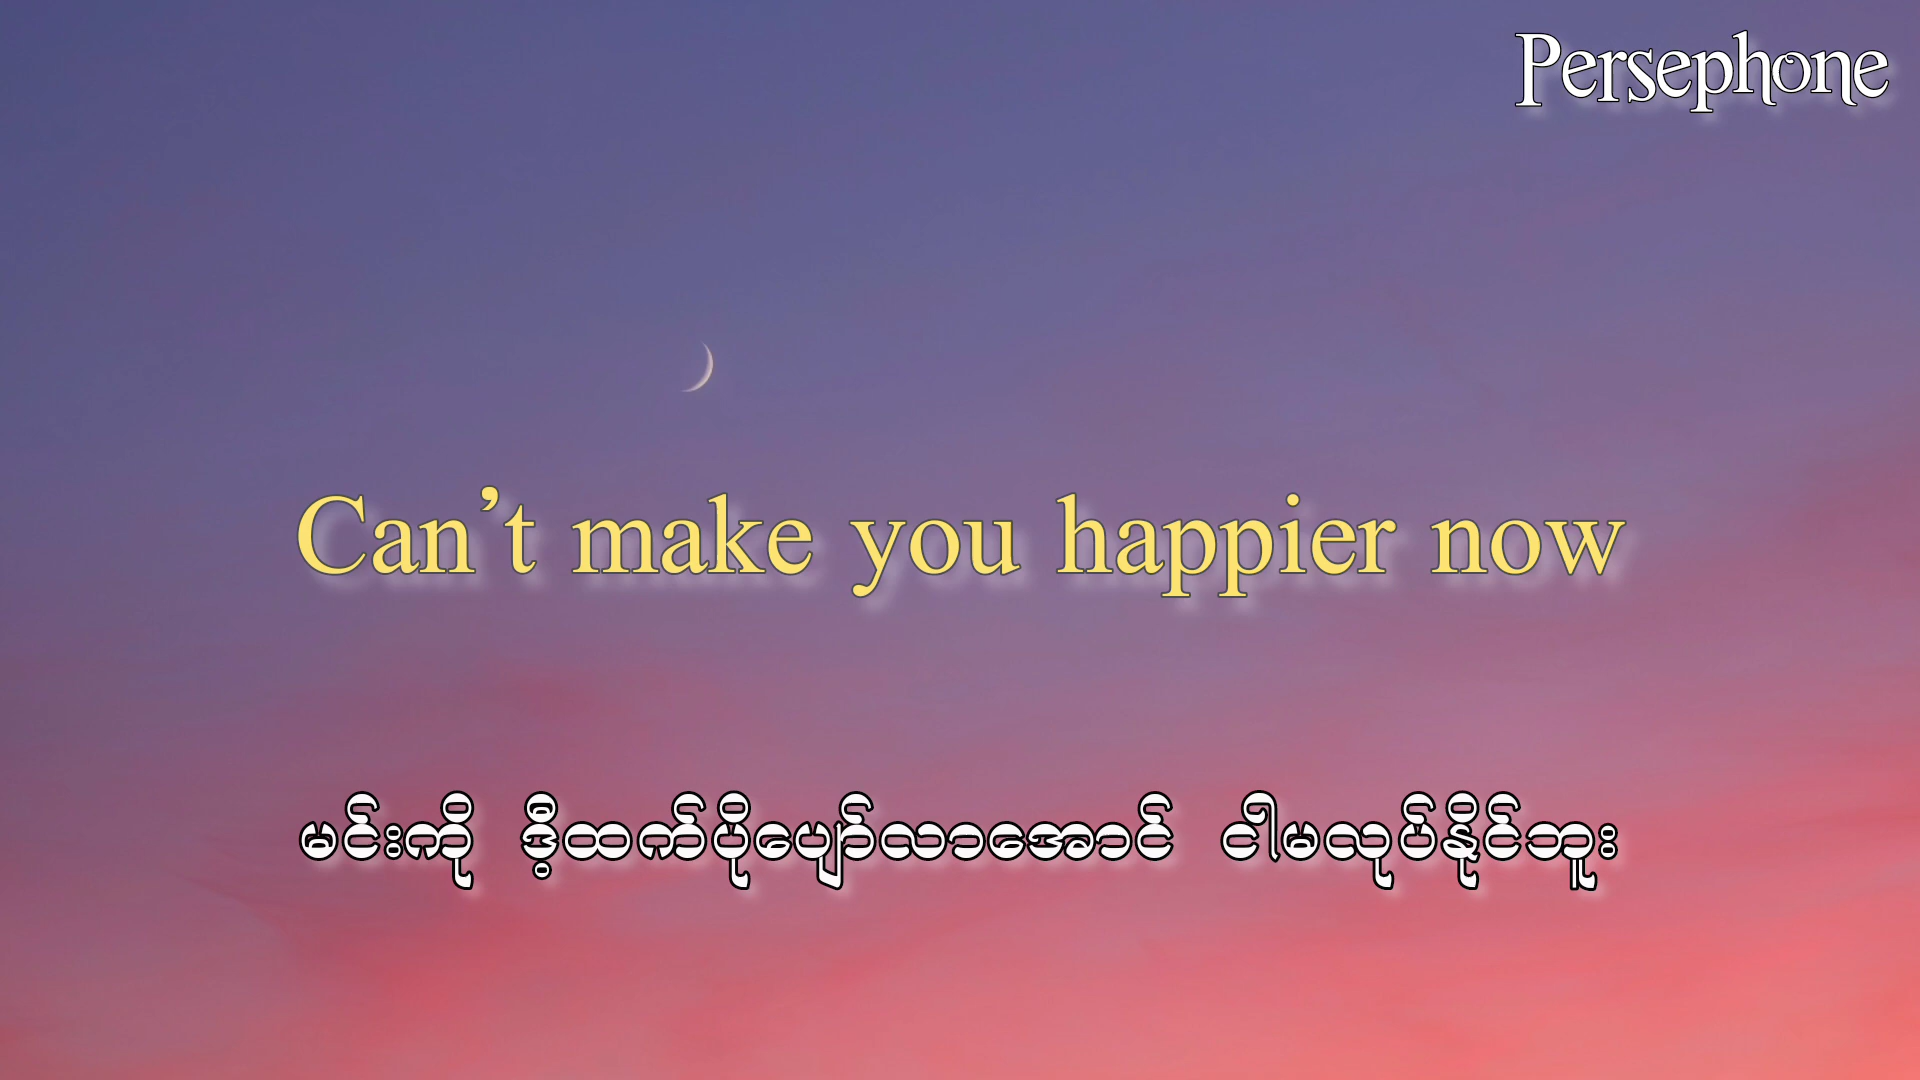 Persephone
Can’t make you happier now
မင်းကို ဒီ့ထက်ပိုပျော်လာအောင် ငါမလုပ်နိုင်ဘူး